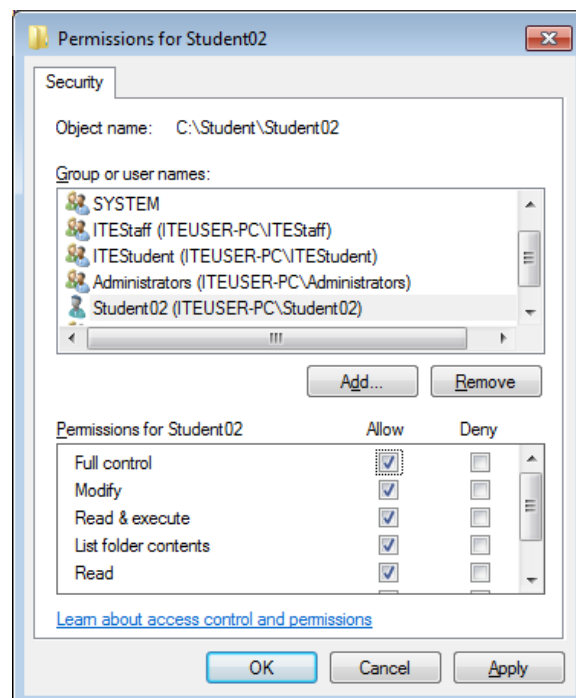 Permissions for Student02
Security
Object name: C:\Student\Student02
Group or user names:
SYSTEM
ITEStaff (ITEUSER-PC\ITEStaff)
ITEStudent (ITEUSER-PC\ITEStudent)
Administrators (ITEUSER-PC\Administrators)
Student02 (ITEUSER-PC\Student02)
Add... Remove
Permissions for Student02 Allow Deny
Full control
Modify
Read & execute
List folder contents
Read
Learn about access control and permissions
OK Cancel Apply